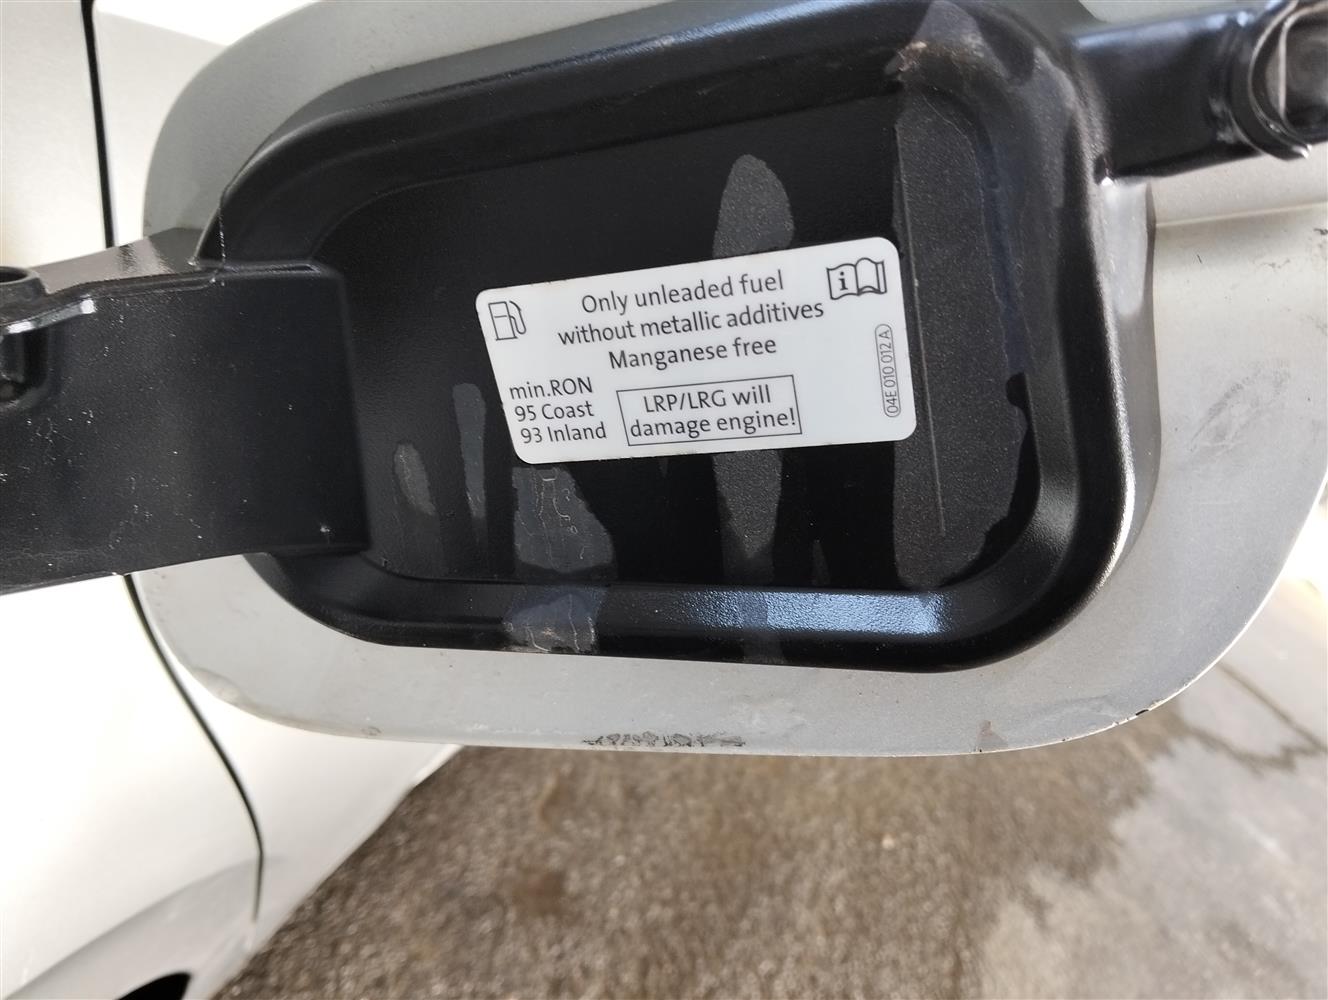 Only unleaded fuel
without metallic additives
Manganese free
min.RON
95 Coast
93 Inland
LRP/LRG will
damage engine!
i
04E 010 012 A